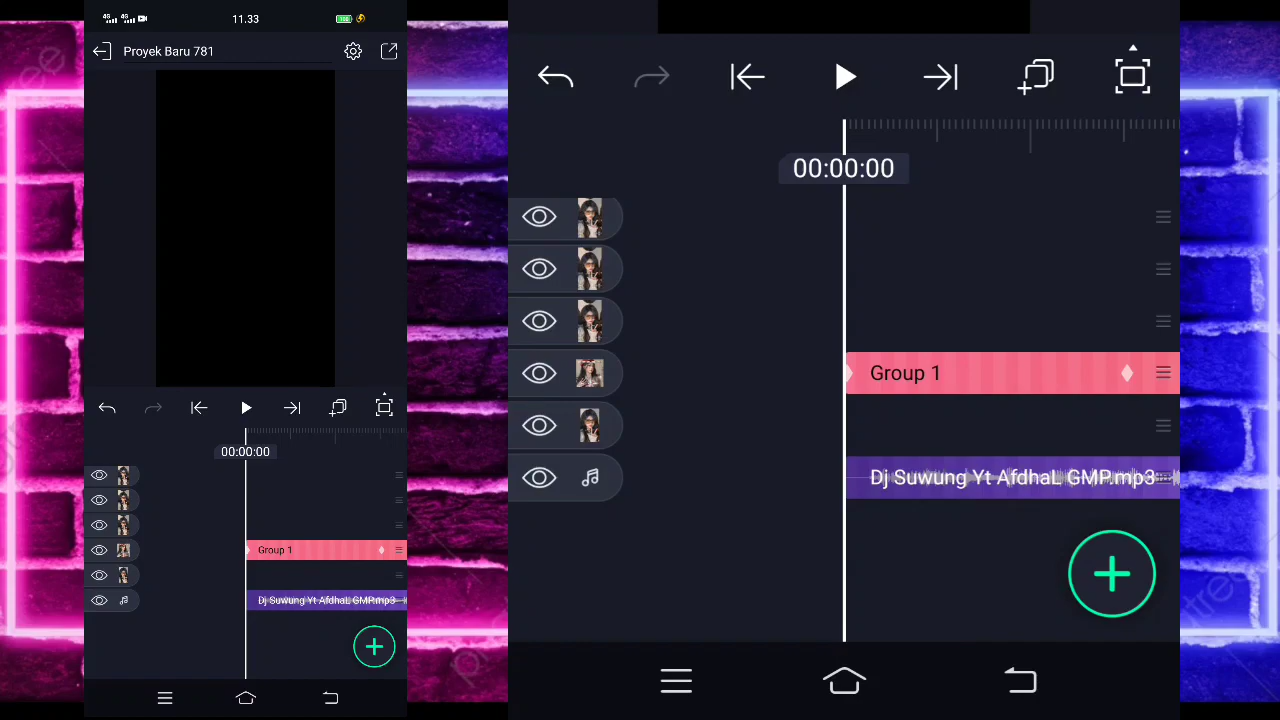 11.33
Proyek Baru 781
00:00:00
Group 1
Dj Suwung Yt AfdhaL GMP.mp3
00:00:00
Group 1
Dj Suwung Yt AfdhaL GMP.mp3